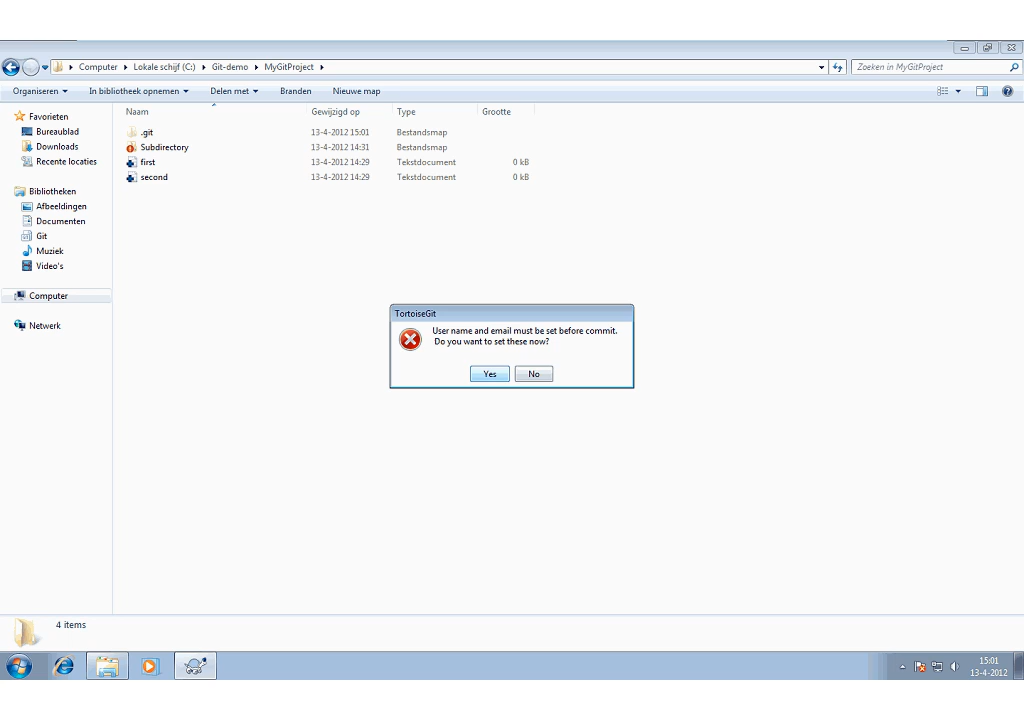 Computer Lokale schijf (C:) Git-demo MyGitProject Zoeken in MyGitProject
Organiseren In bibliotheek opnemen Delen met Branden Nieuwe map
Favorieten
Bureaublad
Downloads
Recente locaties
Bibliotheken
Afbeeldingen
Documenten
Git
Muziek
Video's
Computer
Netwerk
Naam Gewijzigd op Type Grootte
.git 13-4-2012 15:01 Bestandsmap
Subdirectory 13-4-2012 14:31 Bestandsmap
first 13-4-2012 14:29 Tekstdocument 0 kB
second 13-4-2012 14:29 Tekstdocument 0 kB
TortoiseGit
User name and email must be set before commit.
Do you want to set these now?
Yes No
4 items
15:01
13-4-2012